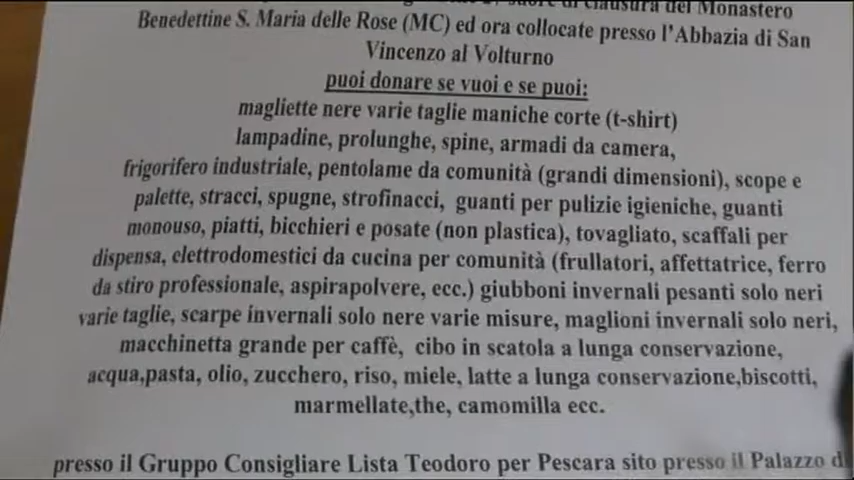 suore di clausura del Monastero
Benedettine S. Maria delle Rose (MC) ed ora collocate presso l'Abbazia di San
Vincenzo al Volturno
puoi donare se vuoi e se puoi:
magliette nere varie taglie maniche corte (t-shirt)
lampadine, prolunghe, spine, armadi da camera,
frigorifero industriale, pentolame da comunità (grandi dimensioni), scope e
palette, stracci, spugne, strofinacci, guanti per pulizie igieniche, guanti
monouso, piatti, bicchieri e posate (non plastica), tovagliato, scaffali per
dispensa, elettrodomestici da cucina per comunità (frullatori, affettatrice, ferro
da stiro professionale, aspirapolvere, ecc.) giubboni invernali pesanti solo neri
varie taglie, scarpe invernali solo nere varie misure, maglioni invernali solo neri,
macchinetta grande per caffè, cibo in scatola a lunga conservazione,
acqua,pasta, olio, zucchero, riso, miele, latte a lunga conservazione,biscotti,
marmellate,the, camomilla ecc.
presso il Gruppo Consigliare Lista Teodoro per Pescara sito presso il Palazzo